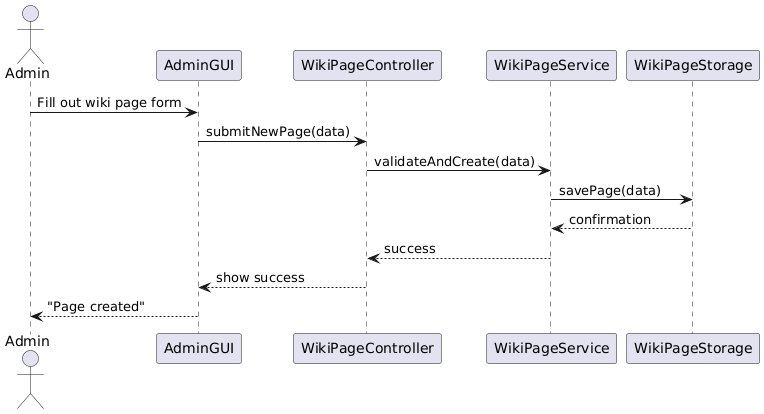 Admin
AdminGUI
WikiPageController
WikiPageService
WikiPageStorage
Fill out wiki page form
submitNewPage(data)
validateAndCreate(data)
savePage(data)
confirmation
success
show success
"Page created"
Admin
AdminGUI
WikiPageController
WikiPageService
WikiPageStorage